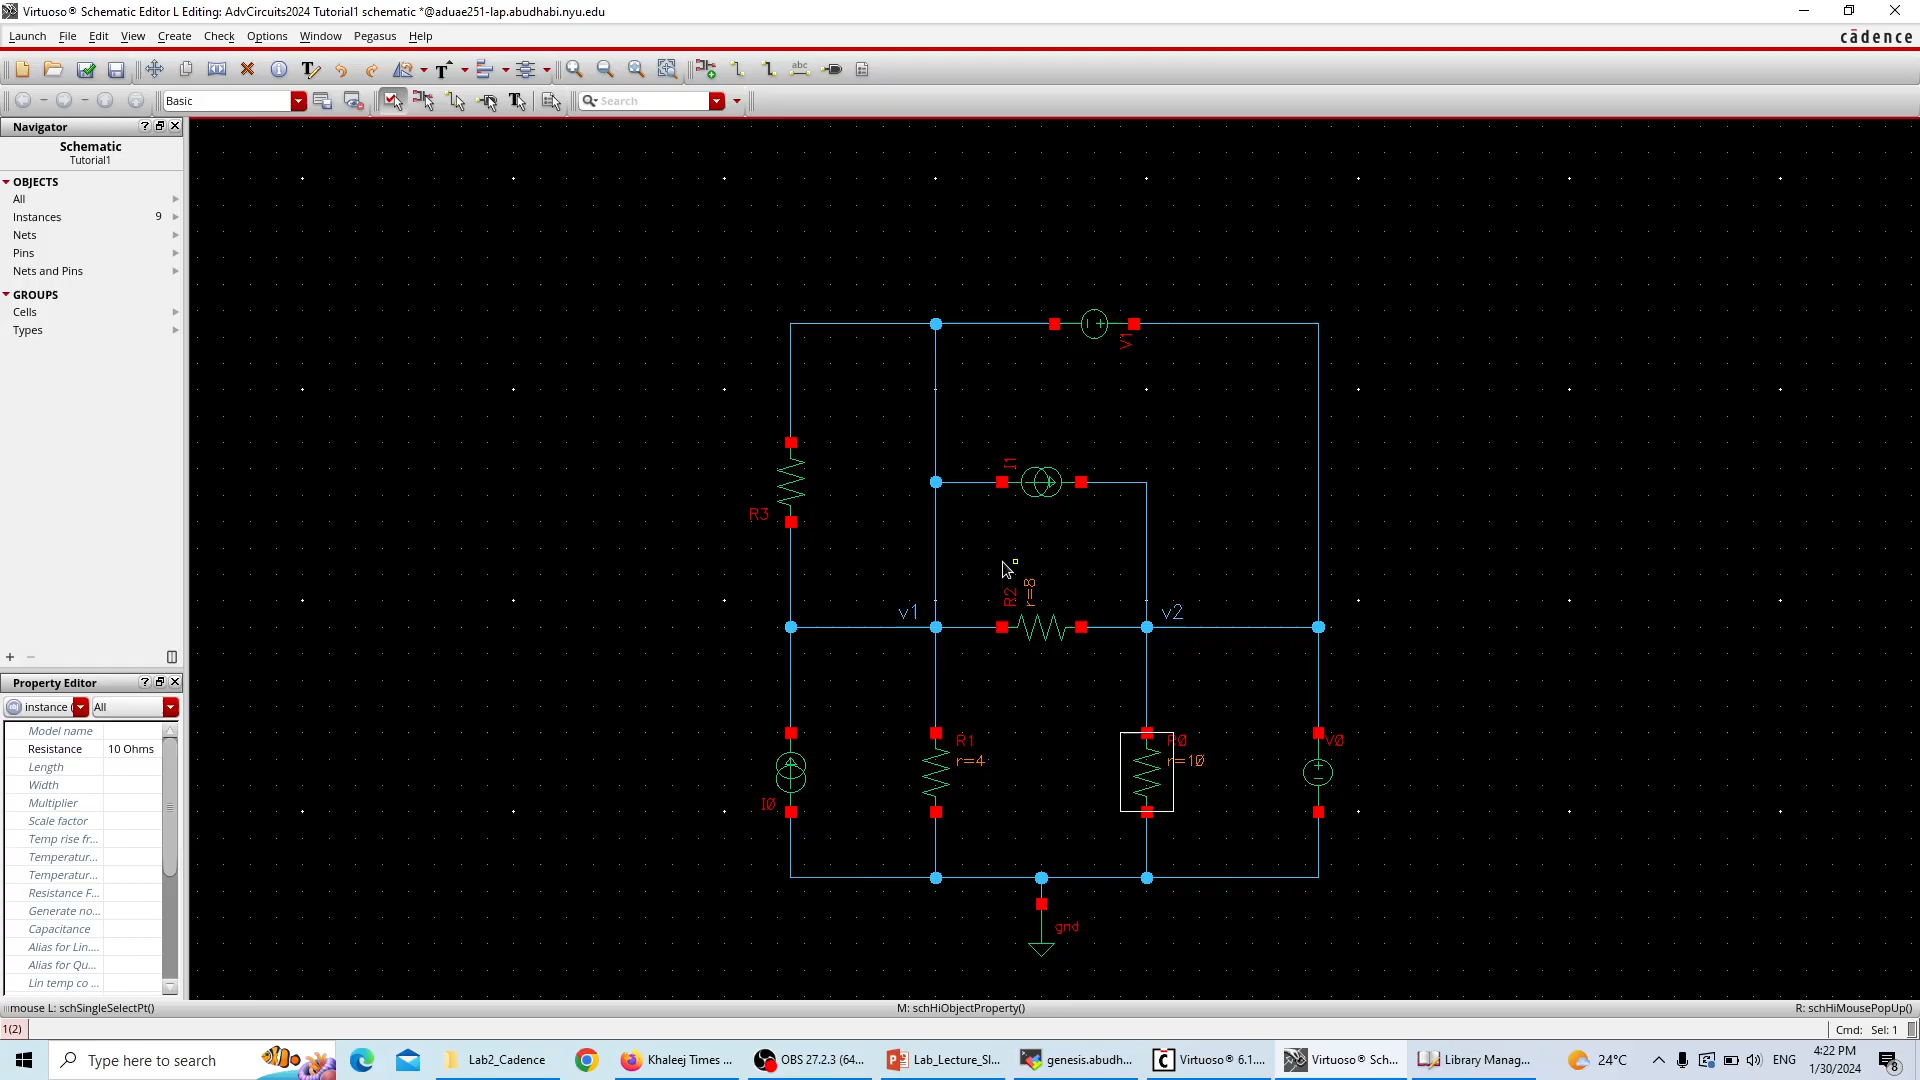 Virtuoso® Schematic Editor L Editing: AdvCircuits2024 Tutorial1 schematic *@aduae251-lap.abudhabi.nyu.edu
Launch File Edit View Create Check Options Window Pegasus Help
cādence
abc
Basic
Search
Navigator
Schematic
Tutorial1
OBJECTS
All
Instances 9
Nets
Pins
Nets and Pins
GROUPS
Cells
Types
Property Editor
instance ( All
Model name
Resistance 10 Ohms
Length
Width
Multiplier
Scale factor
Temp rise fr...
Temperatur...
Temperatur...
Resistance F...
Generate no...
Capacitance
Alias for Lin....
Alias for Qu...
Lin temp co ...
V1
I1
R3
R2
r=8
v1
v2
R1
r=4
R0
r=10
V0
I0
gnd
mouse L: schSingleSelectPt() M: schHiObjectProperty() R: schHiMousePopUp()
1(2) Cmd: Sel: 1
Type here to search Lab2_Cadence Khaleej Times ... OBS 27.2.3 (64... Lab_Lecture_Sl... genesis.abudh... Virtuoso® 6.1.... Virtuoso® Sch... Library Manag... 24°C ENG 4:22 PM
1/30/2024
8